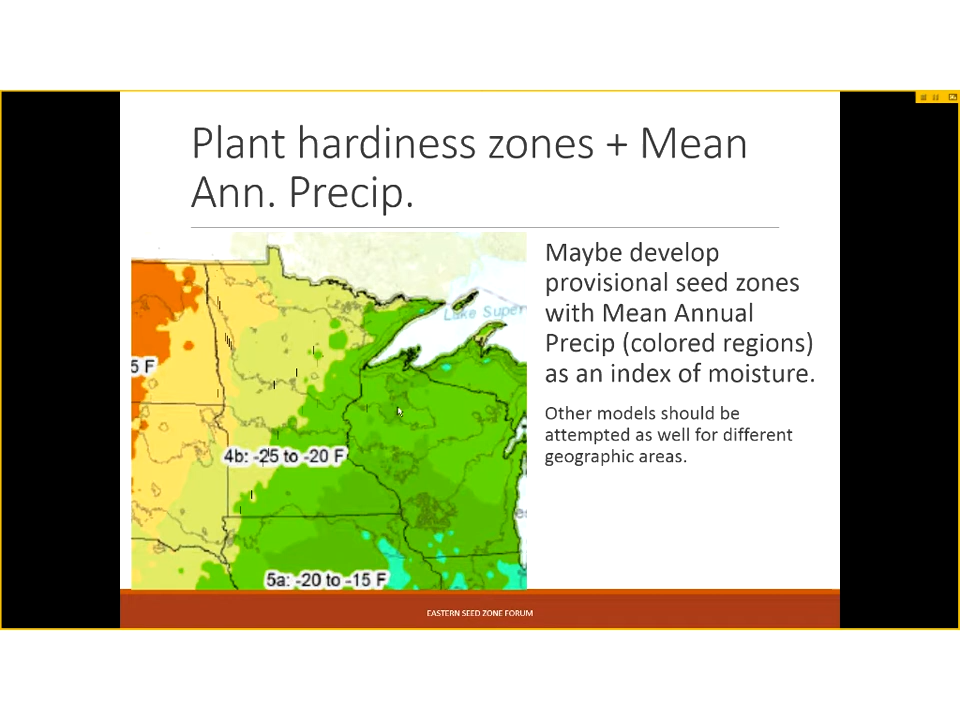 Plant hardiness zones + Mean
Ann. Precip.
Maybe develop
provisional seed zones
with Mean Annual
Precip (colored regions)
as an index of moisture.
Other models should be
attempted as well for different
geographic areas.
Lake Super
5 F
4b: -25 to -20 F
5a: -20 to -15 F
EASTERN SEED ZONE FORUM